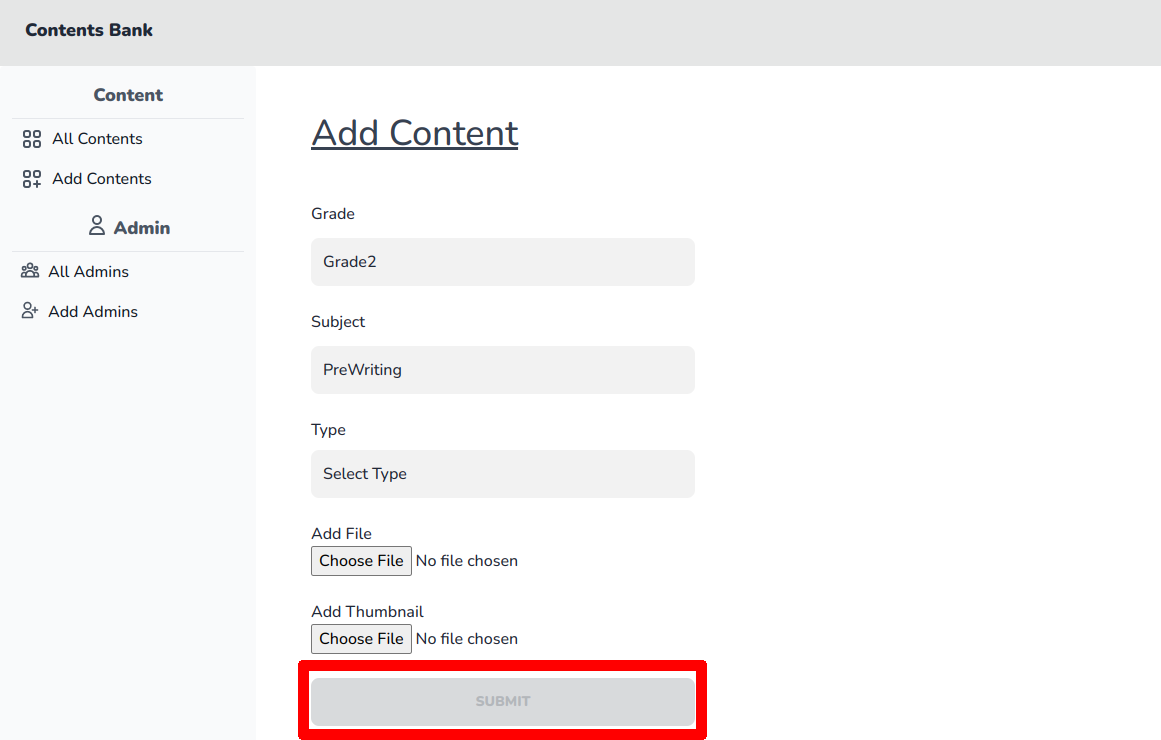 Contents Bank
Content
All Contents
Add Contents
Admin
All Admins
Add Admins
Add Content
Grade
Grade2
Subject
PreWriting
Type
Select Type
Add File
Choose File No file chosen
Add Thumbnail
Choose File No file chosen
SUBMIT